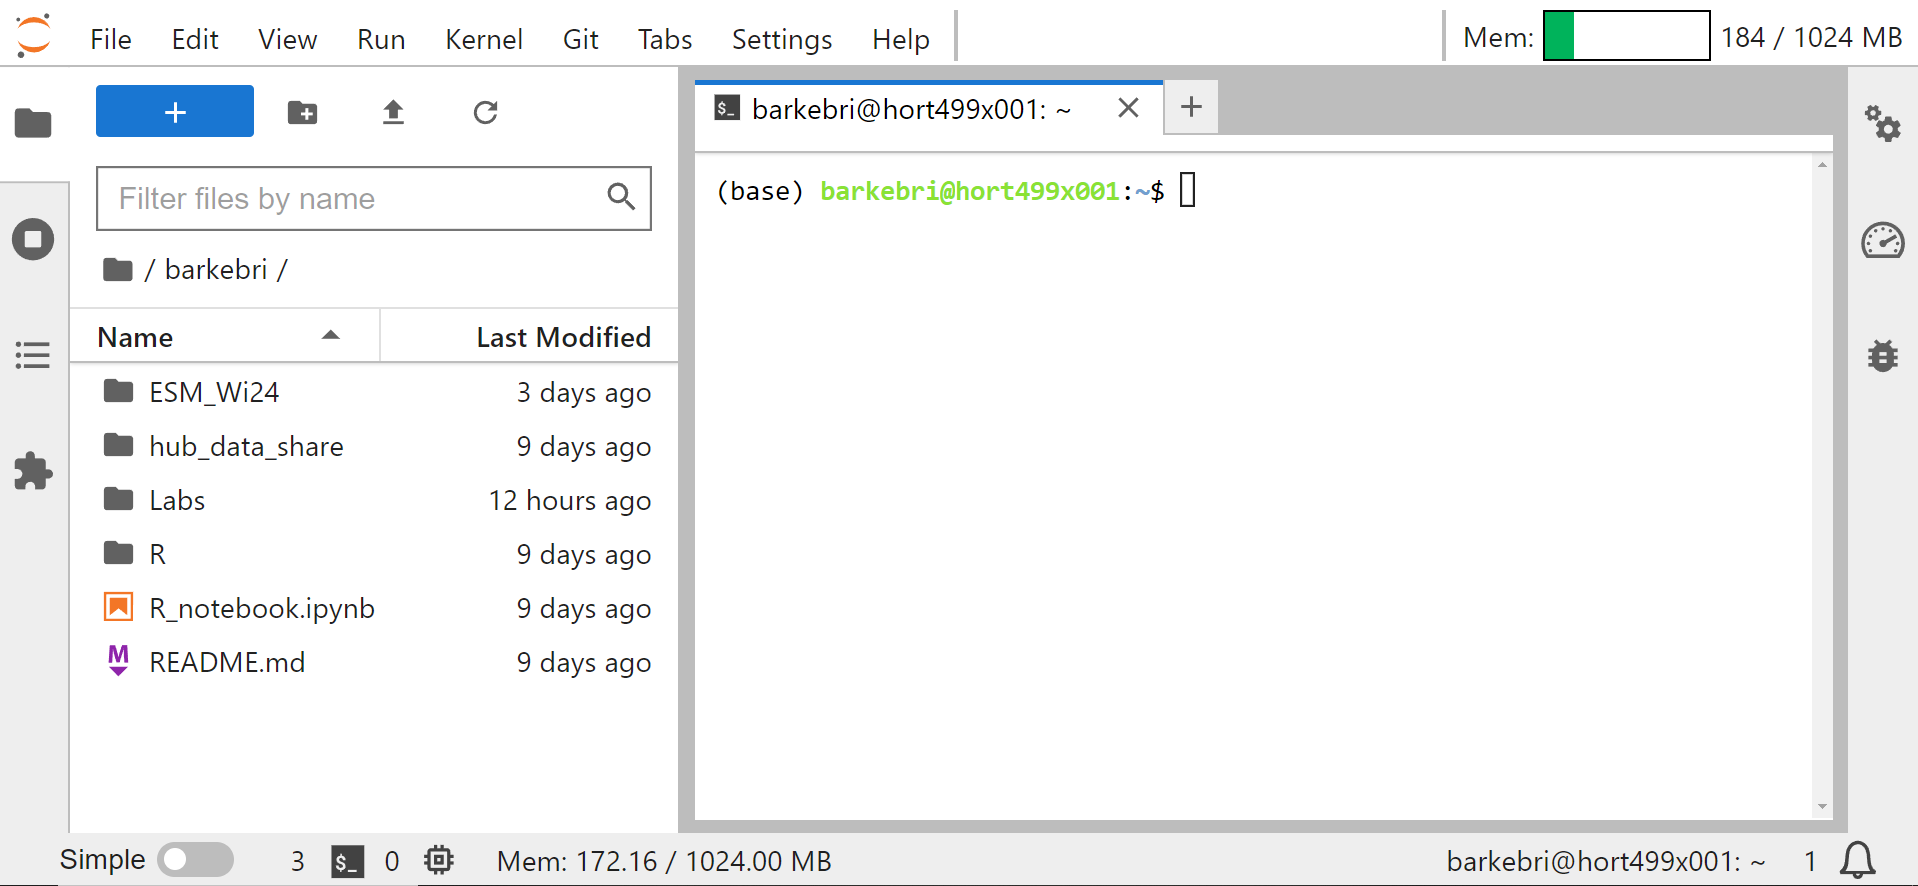 File Edit View Run Kernel Git Tabs Settings Help Mem: 184 / 1024 MB
+
Filter files by name
/ barkebri /
Name Last Modified
ESM_Wi24 3 days ago
hub_data_share 9 days ago
Labs 12 hours ago
R 9 days ago
R_notebook.ipynb 9 days ago
M README.md 9 days ago
$_ barkebri@hort499x001: ~ +
(base) barkebri@hort499x001:~$
Simple 3 $_ 0 Mem: 172.16 / 1024.00 MB barkebri@hort499x001: ~ 1